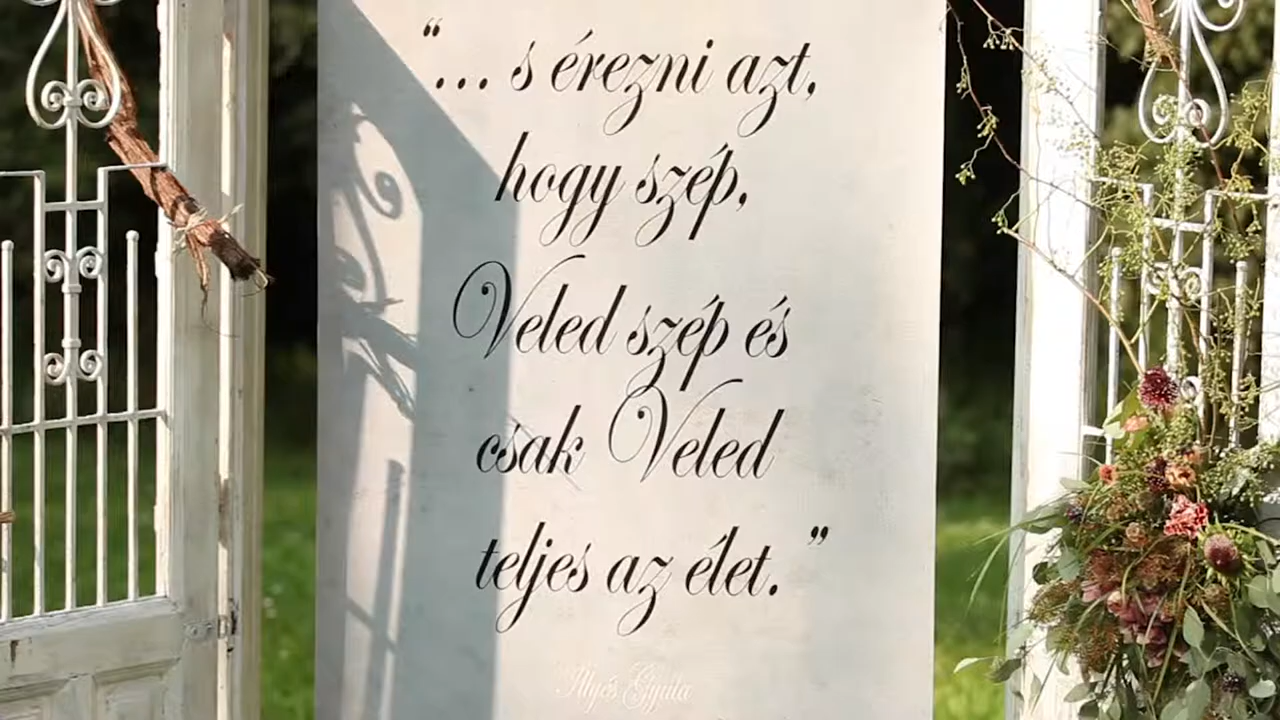 “... s érezni azt,
hogy szép,
Veled szép és
csak Veled
teljes az élet.”
Illyés Gyula